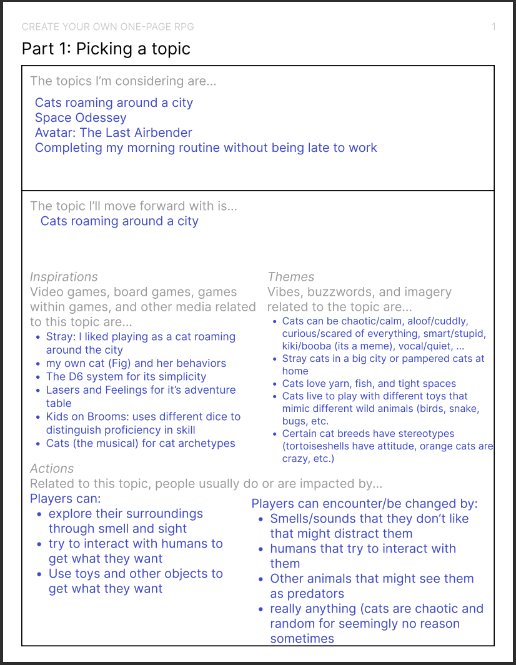 CREATE YOUR OWN ONE-PAGE RPG 1
Part 1: Picking a topic
The topics I'm considering are...
Cats roaming around a city
Space Odessey
Avatar: The Last Airbender
Completing my morning routine without being late to work
The topic I'll move forward with is...
Cats roaming around a city
Inspirations
Video games, board games, games
within games, and other media related
to this topic are...
• Stray: I liked playing as a cat roaming
around the city
• my own cat (Fig) and her behaviors
• The D6 system for its simplicity
• Lasers and Feelings for it's adventure
table
• Kids on Brooms: uses different dice to
distinguish proficiency in skill
• Cats (the musical) for cat archetypes
Themes
Vibes, buzzwords, and imagery
related to the topic are...
• Cats can be chaotic/calm, aloof/cuddly,
curious/scared of everything, smart/stupid,
kiki/booba (its a meme), vocal/quiet, ...
• Stray cats in a big city or pampered cats at
home
• Cats love yarn, fish, and tight spaces
• Cats live to play with different toys that
mimic different wild animals (birds, snake,
bugs, etc.
• Certain cat breeds have stereotypes
(tortoiseshells have attitude, orange cats are
crazy, etc.)
Actions
Related to this topic, people usually do or are impacted by...
Players can:
• explore their surroundings
through smell and sight
• try to interact with humans to
get what they want
• Use toys and other objects to
get what they want
Players can encounter/be changed by:
• Smells/sounds that they don't like
that might distract them
• humans that try to interact with
them
• Other animals that might see them
as predators
• really anything (cats are chaotic and
random for seemingly no reason
sometimes